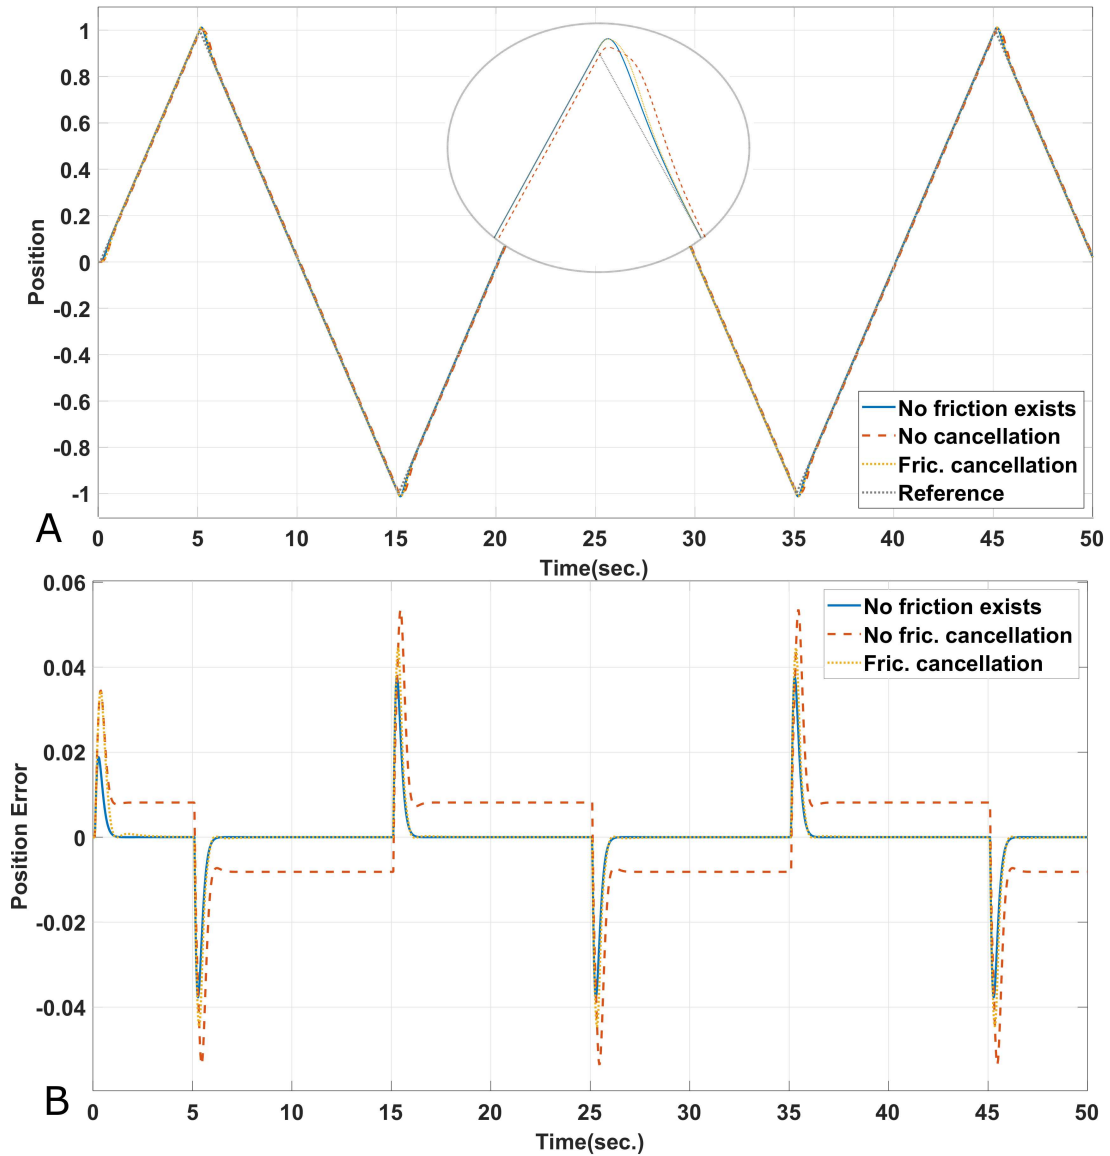 1
0.8
0.6
0.4
0.2
0
-0.2
-0.4
-0.6
-0.8
-1
Position
No friction exists
No cancellation
Fric. cancellation
Reference
A
0 5 10 15 20 25 30 35 40 45 50
Time(sec.)
0.06
0.04
0.02
0
-0.02
-0.04
Position Error
No friction exists
No fric. cancellation
Fric. cancellation
B
0 5 10 15 20 25 30 35 40 45 50
Time(sec.)